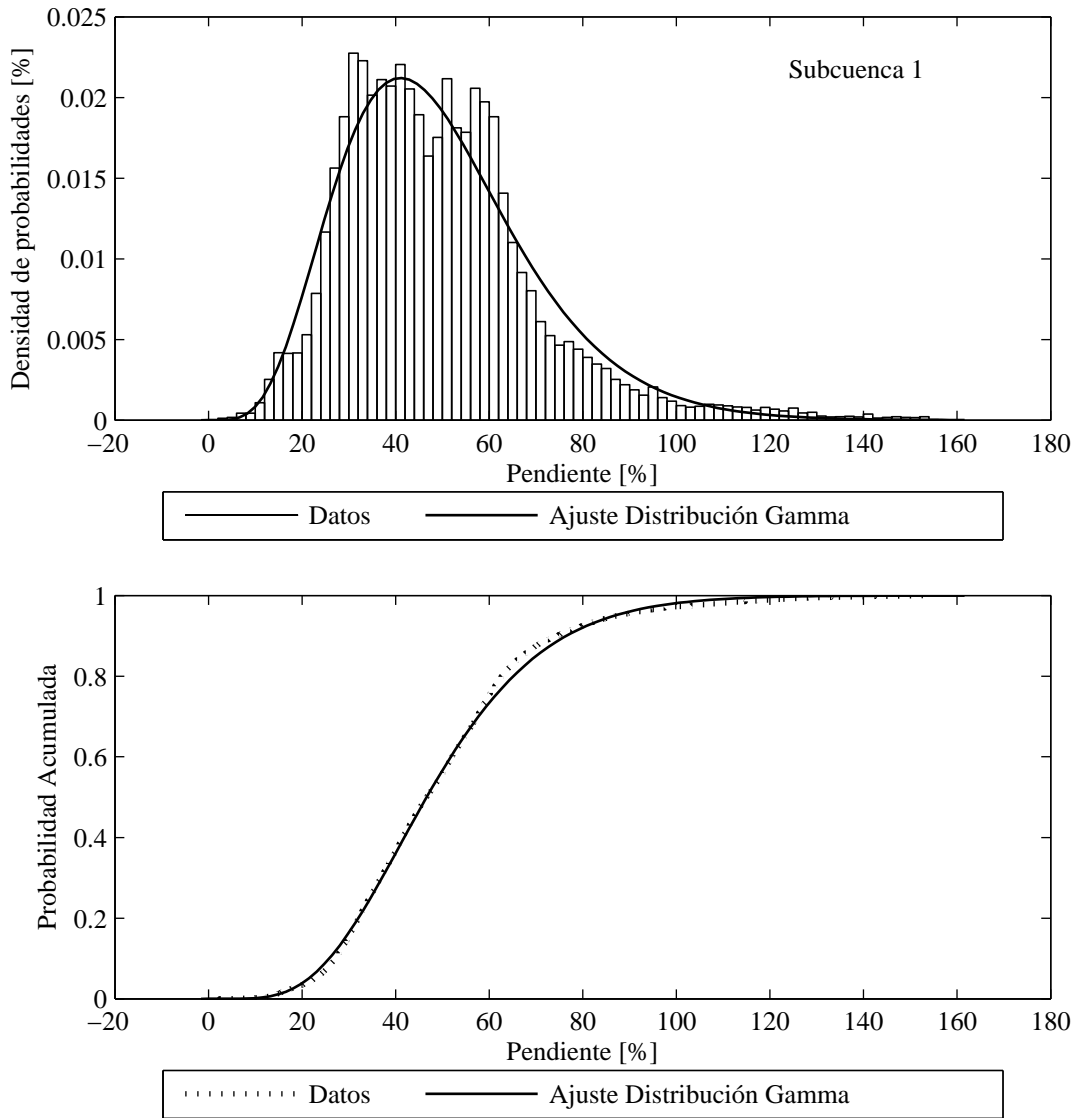 0.025
0.02
0.015
0.01
0.005
0
Densidad de probabilidades [%]
Subcuenca 1
−20 0 20 40 60 80 100 120 140 160 180
Pendiente [%]
Datos Ajuste Distribución Gamma
1
0.8
0.6
0.4
0.2
0
Probabilidad Acumulada
−20 0 20 40 60 80 100 120 140 160 180
Pendiente [%]
Datos Ajuste Distribución Gamma